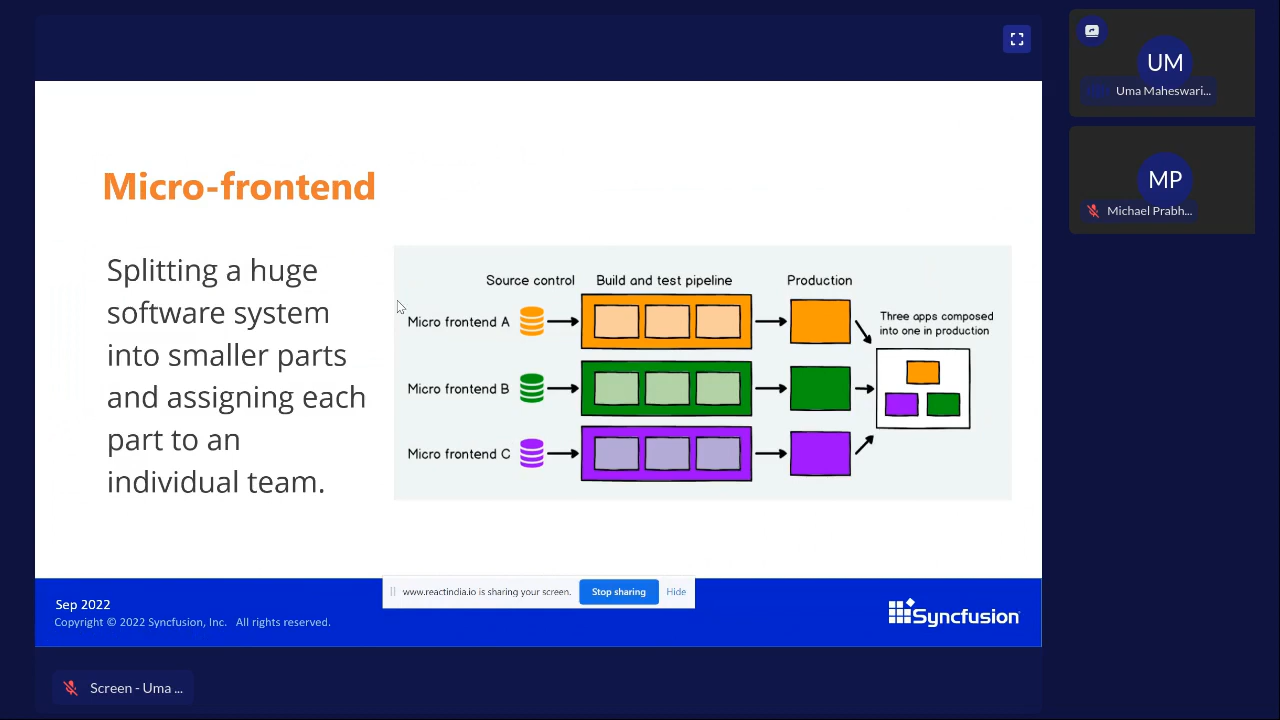 UM
Uma Maheswari...
MP
Michael Prabh...
Micro-frontend
Splitting a huge
software system
into smaller parts
and assigning each
part to an
individual team.
Source control
Build and test pipeline
Production
Micro frontend A
Three apps composed
into one in production
Micro frontend B
Micro frontend C
www.reactindia.io is sharing your screen.
Stop sharing
Hide
Sep 2022
Copyright © 2022 Syncfusion, Inc. All rights reserved.
Syncfusion
Screen - Uma ...